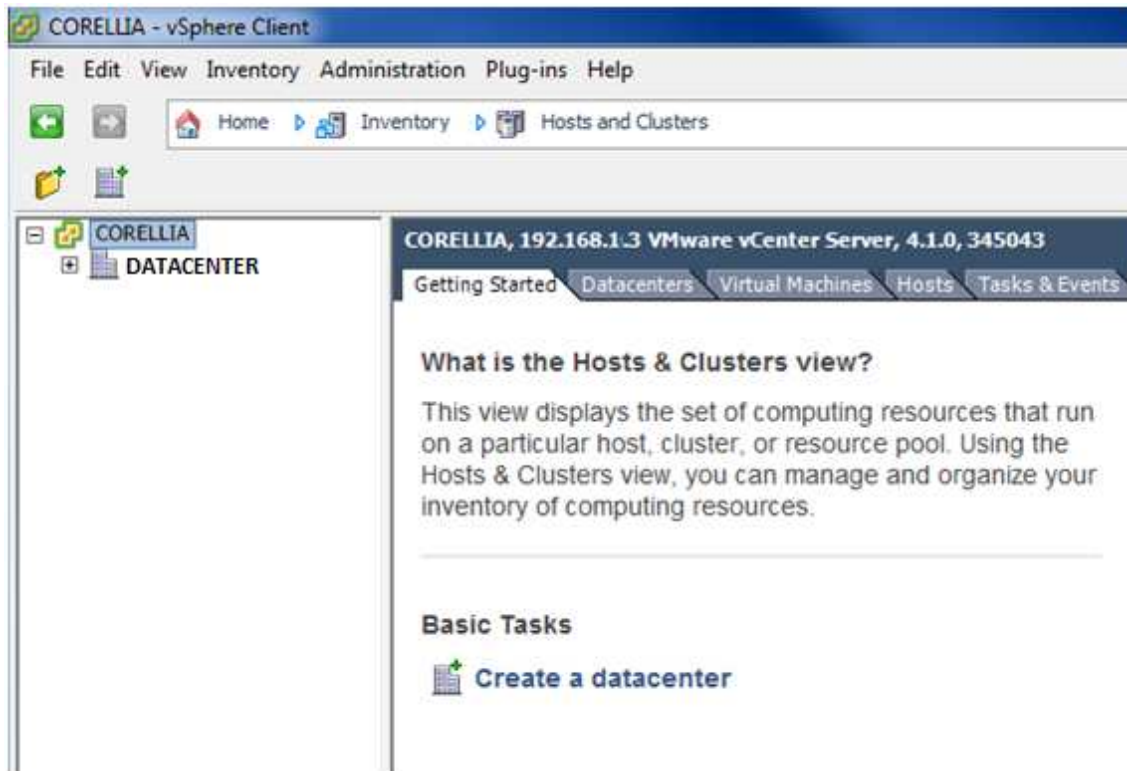 CORELLIA - vSphere Client
File Edit View Inventory Administration Plug-ins Help
Home Inventory Hosts and Clusters
CORELLIA
DATACENTER
CORELLIA, 192.168.1.3 VMware vCenter Server, 4.1.0, 345043
Getting Started Datacenters Virtual Machines Hosts Tasks & Events
What is the Hosts & Clusters view?
This view displays the set of computing resources that run
on a particular host, cluster, or resource pool. Using the
Hosts & Clusters view, you can manage and organize your
inventory of computing resources.
Basic Tasks
Create a datacenter